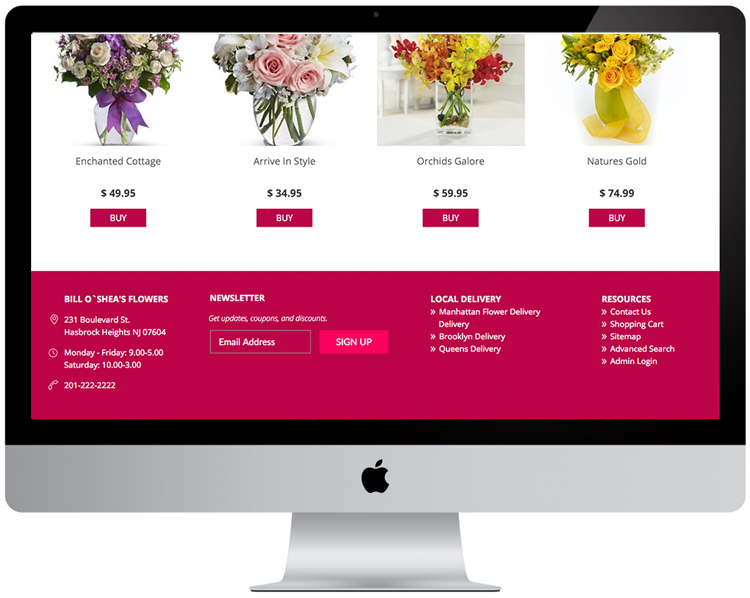 Enchanted Cottage
$ 49.95
BUY
Arrive In Style
$ 34.95
BUY
Orchids Galore
$ 59.95
BUY
Natures Gold
$ 74.99
BUY
BILL O`SHEA'S FLOWERS
231 Boulevard St.
Hasbrock Heights NJ 07604
Monday - Friday: 9.00-5.00
Saturday: 10.00-3.00
201-222-2222
NEWSLETTER
Get updates, coupons, and discounts.
Email Address
SIGN UP
LOCAL DELIVERY
» Manhattan Flower Delivery
Delivery
» Brooklyn Delivery
» Queens Delivery
RESOURCES
» Contact Us
» Shopping Cart
» Sitemap
» Advanced Search
» Admin Login